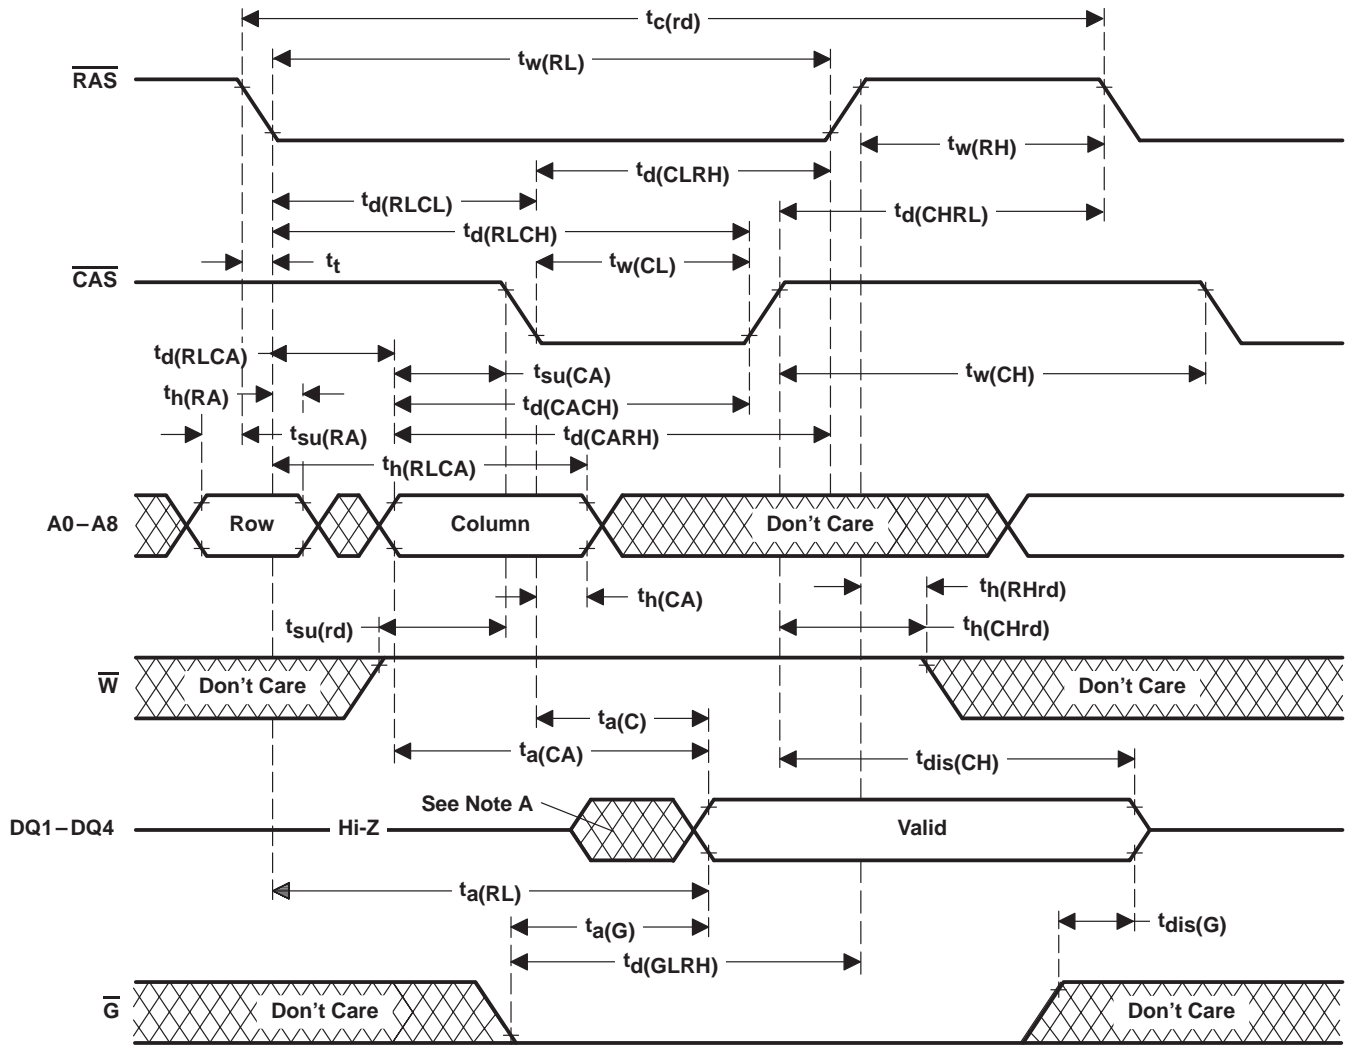 tc(rd)
tw(RL)
RAS
tw(RH)
td(CLRH)
td(RLCL)
td(CHRL)
td(RLCH)
tt
tw(CL)
CAS
td(RLCA)
tsu(CA)
tw(CH)
th(RA)
td(CACH)
tsu(RA)
td(CARH)
th(RLCA)
A0–A8
Row
Column
Don't Care
th(CA)
th(RHrd)
tsu(rd)
th(CHrd)
W
Don't Care
Don't Care
ta(C)
ta(CA)
tdis(CH)
See Note A
DQ1–DQ4
Hi-Z
Valid
ta(RL)
ta(G)
tdis(G)
td(GLRH)
G
Don't Care
Don't Care